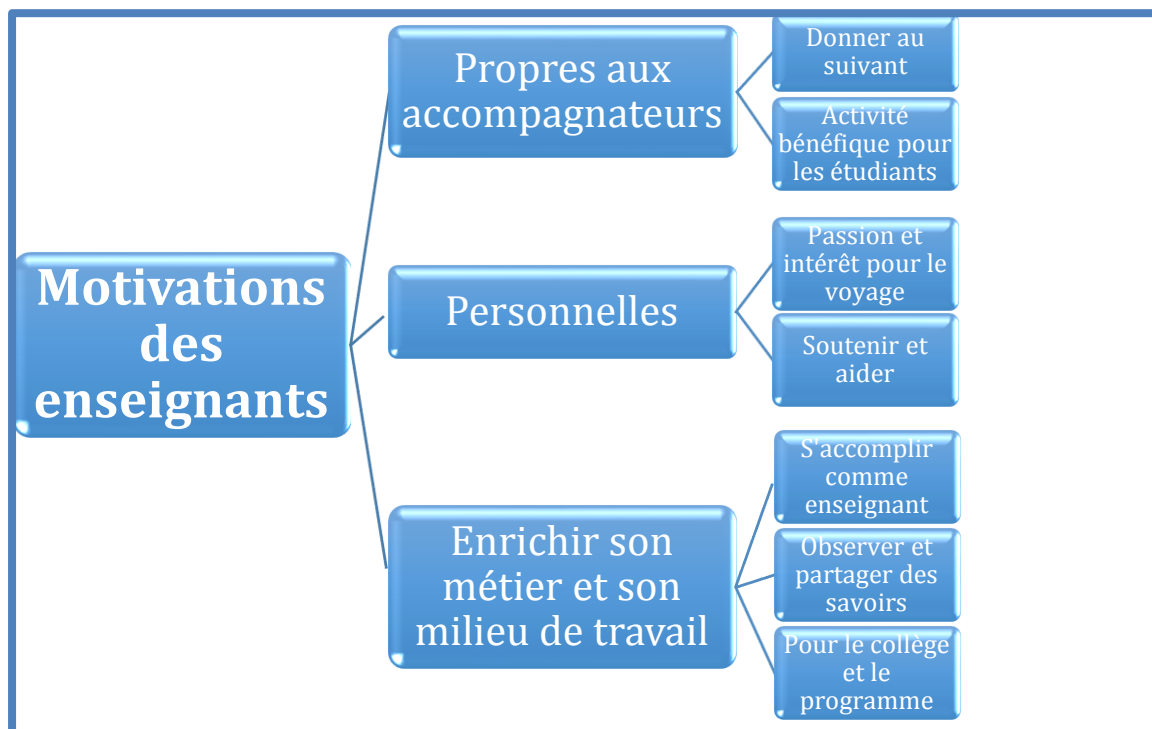 Motivations
des
enseignants
Propres aux
accompagnateurs
Donner au
suivant
Activité
bénéfique pour
les étudiants
Personnelles
Passion et
intérêt pour le
voyage
Soutenir et
aider
Enrichir son
métier et son
milieu de travail
S'accomplir
comme
enseignant
Observer et
partager des
savoirs
Pour le collège
et le
programme